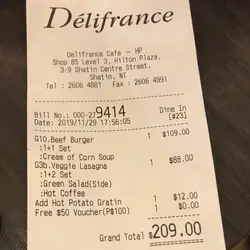 Délifrance
Delifrance Cafe - HP
Shop 65 Level 3, Hilton Plaza,
3-9 Shatin Centre Street,
Shatin, NT
Tel : 2606 4881 Fax : 2606 4991
Bill No.: 000-279414 Dine In
Date: 2019/11/29 17:56:05 [#23]
G10.Beef Burger 1 $109.00
:1+1 Set
:Cream of Corn Soup
G3b.Veggie Lasagna 1 $88.00
:1+2 Set
:Green Salad(Side)
:Hot Coffee
Add Hot Potato Gratin 1 $12.00
Free $50 Voucher(P$100) 1 $0.00
Grand Total $209.00